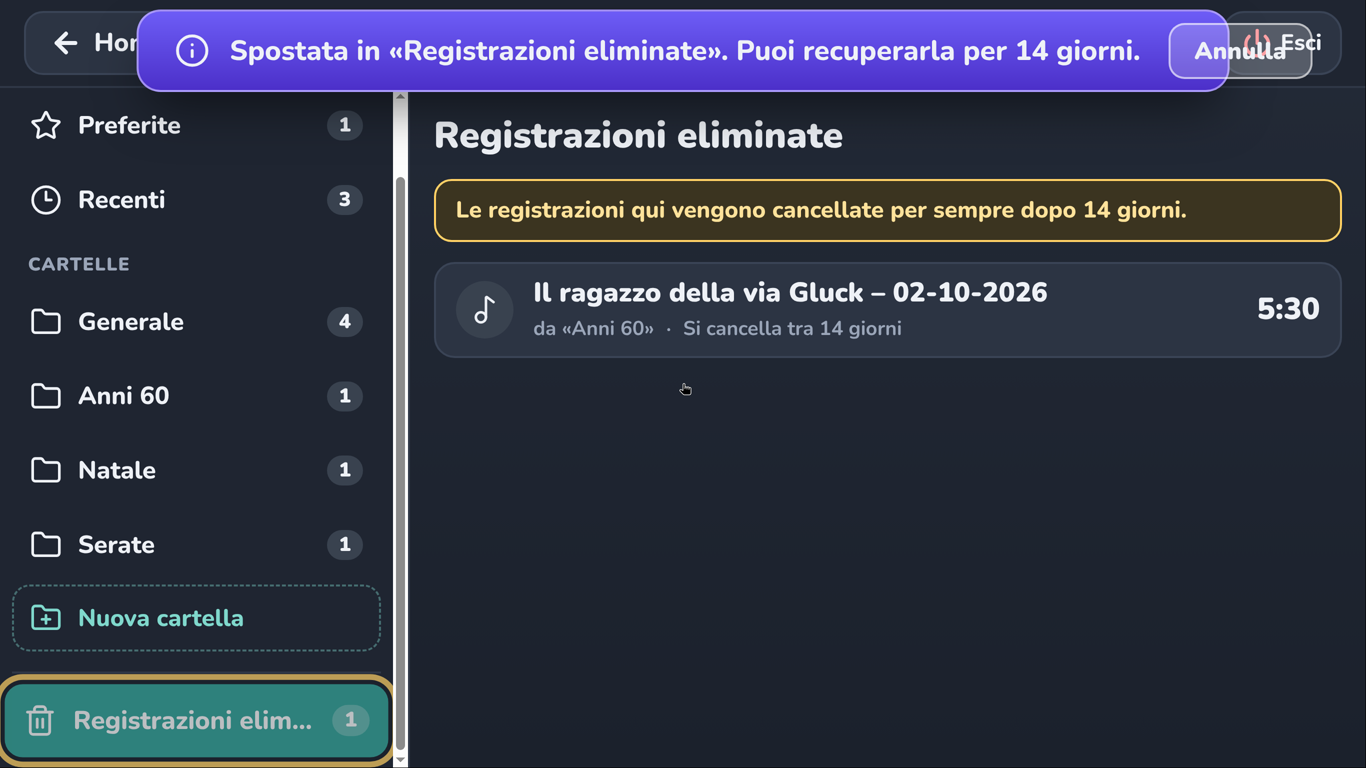 Spostata in «Registrazioni eliminate». Puoi recuperarla per 14 giorni.
Annulla
Esci
Preferite 1
Recenti 3
CARTELLE
Generale 4
Anni 60 1
Natale 1
Serate 1
Nuova cartella
Registrazioni elim... 1
Registrazioni eliminate
Le registrazioni qui vengono cancellate per sempre dopo 14 giorni.
Il ragazzo della via Gluck – 02-10-2026
da «Anni 60» · Si cancella tra 14 giorni
5:30